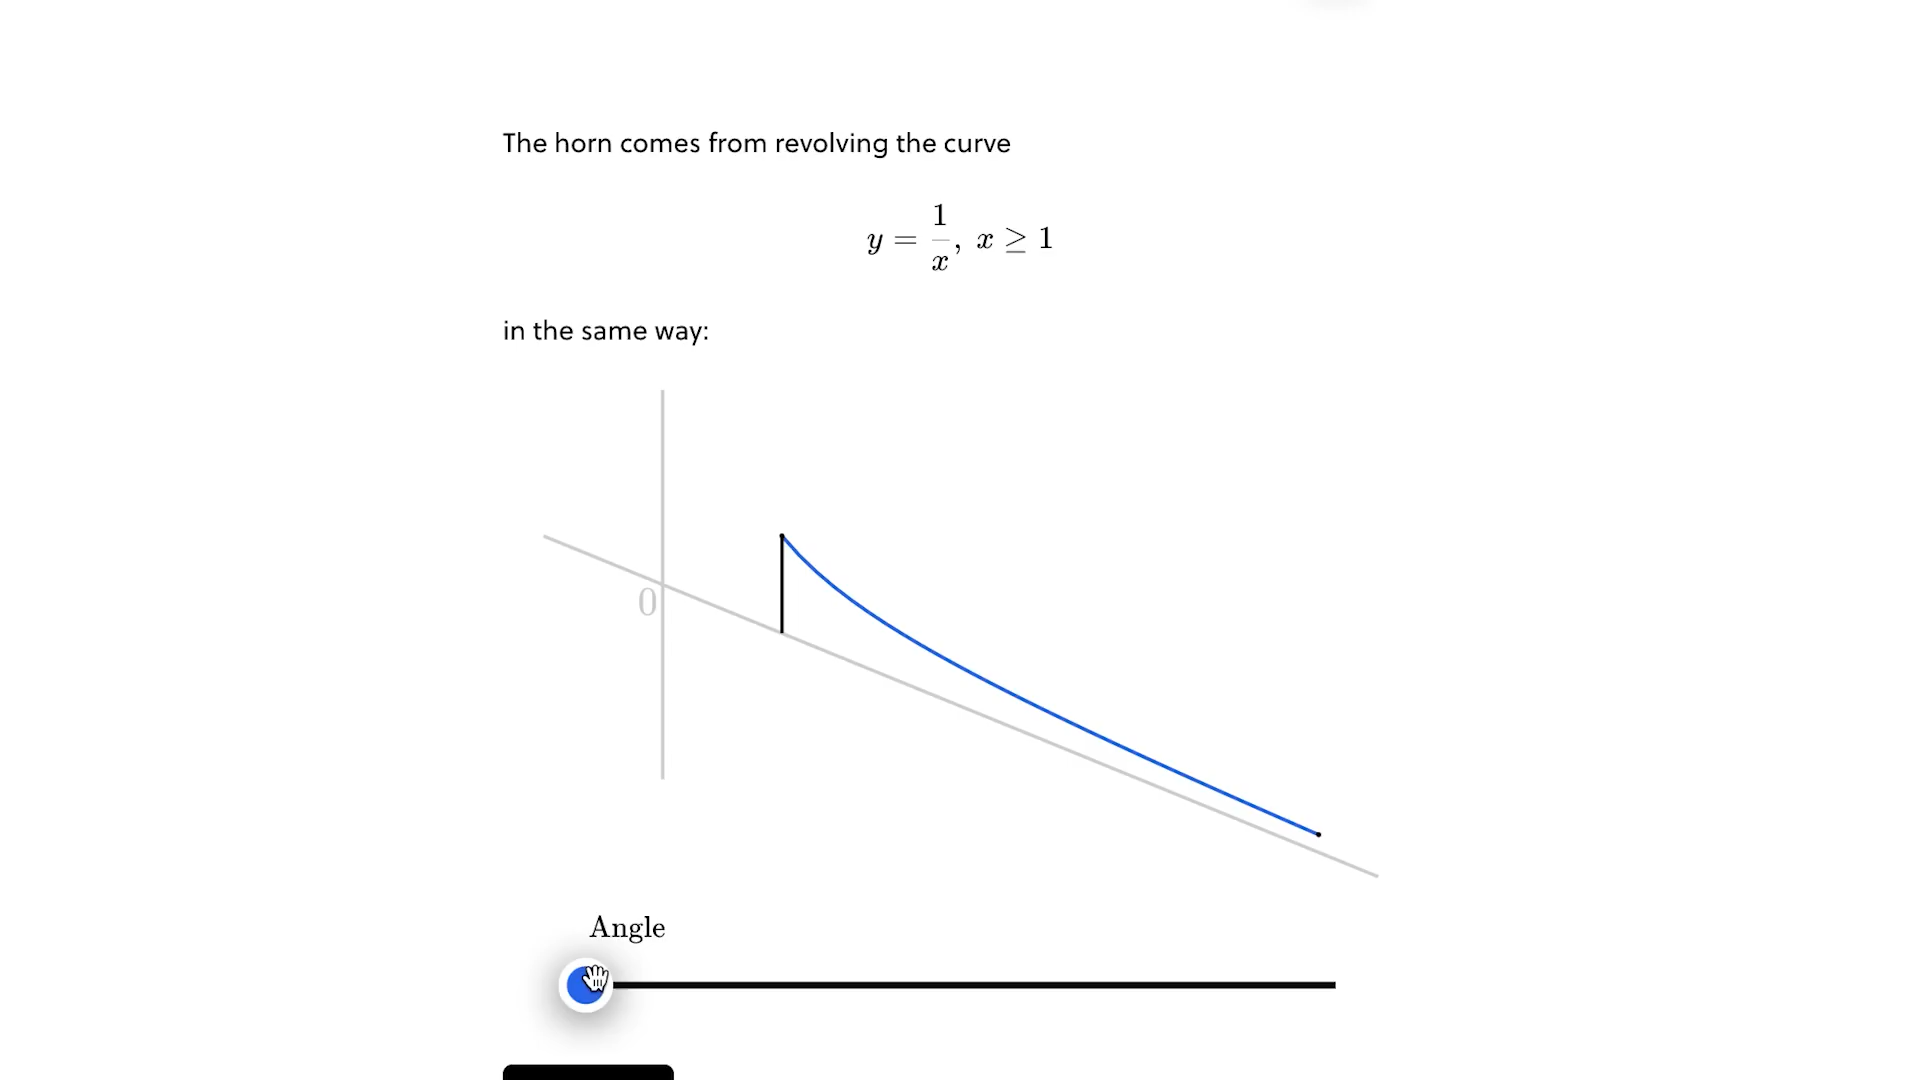 The horn comes from revolving the curve
y = 1/x, x ≥ 1
in the same way:
0
Angle